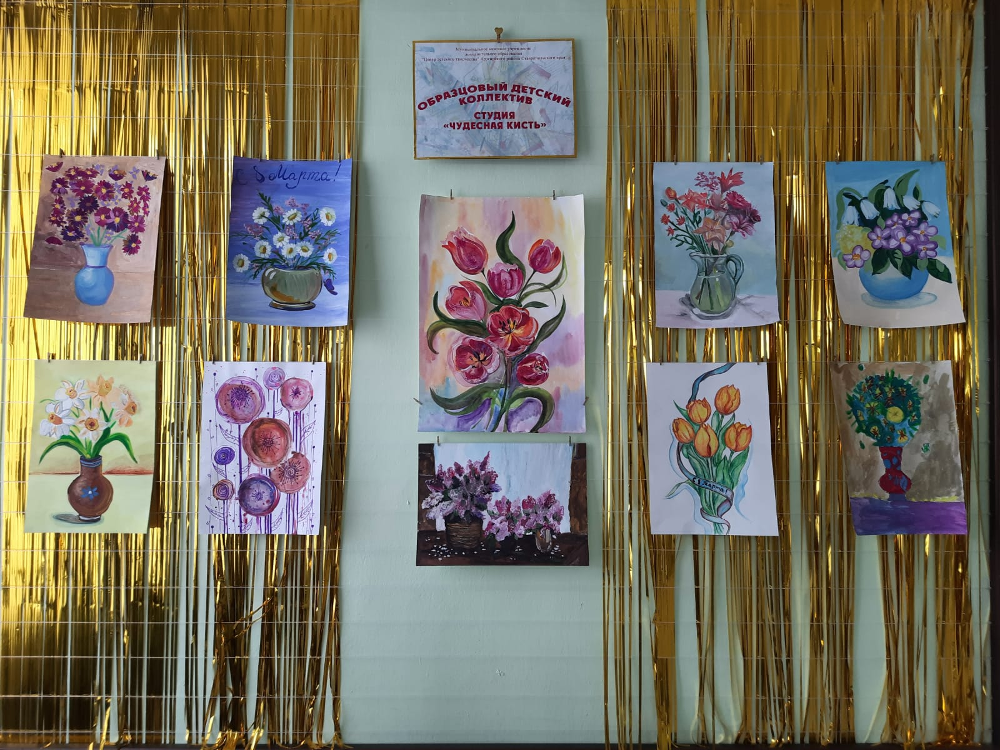 Муниципальное казенное учреждение
дополнительного образования
"Центр детского творчества" Арзгирского района Ставропольского края
ОБРАЗЦОВЫЙ ДЕТСКИЙ
КОЛЛЕКТИВ
СТУДИЯ
«ЧУДЕСНАЯ КИСТЬ»
С 8 Марта!
С 8 марта!